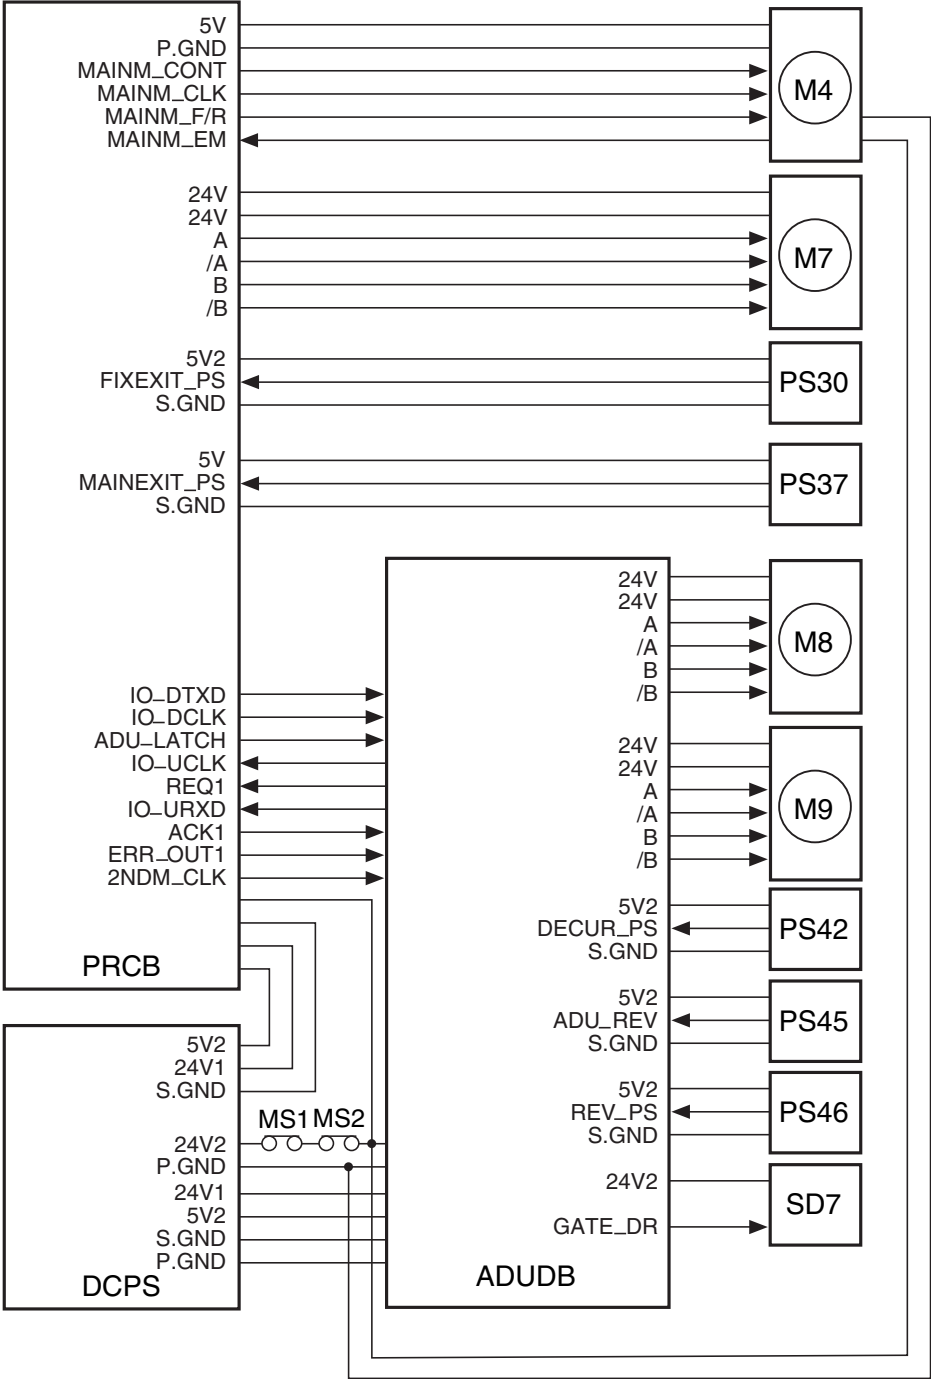 5V
P.GND
MAINM_CONT
MAINM_CLK
MAINM_F/R
MAINM_EM
M4
24V
24V
A
/A
B
/B
M7
5V2
FIXEXIT_PS
S.GND
PS30
5V
MAINEXIT_PS
S.GND
PS37
IO_DTXD
IO_DCLK
ADU_LATCH
IO_UCLK
REQ1
IO_URXD
ACK1
ERR_OUT1
2NDM_CLK
PRCB
5V2
24V1
S.GND
MS1 MS2
24V2
P.GND
24V1
5V2
S.GND
P.GND
DCPS
24V
24V
A
/A
B
/B
M8
24V
24V
A
/A
B
/B
M9
5V2
DECUR_PS
S.GND
PS42
5V2
ADU_REV
S.GND
PS45
5V2
REV_PS
S.GND
PS46
24V2
GATE_DR
SD7
ADUDB